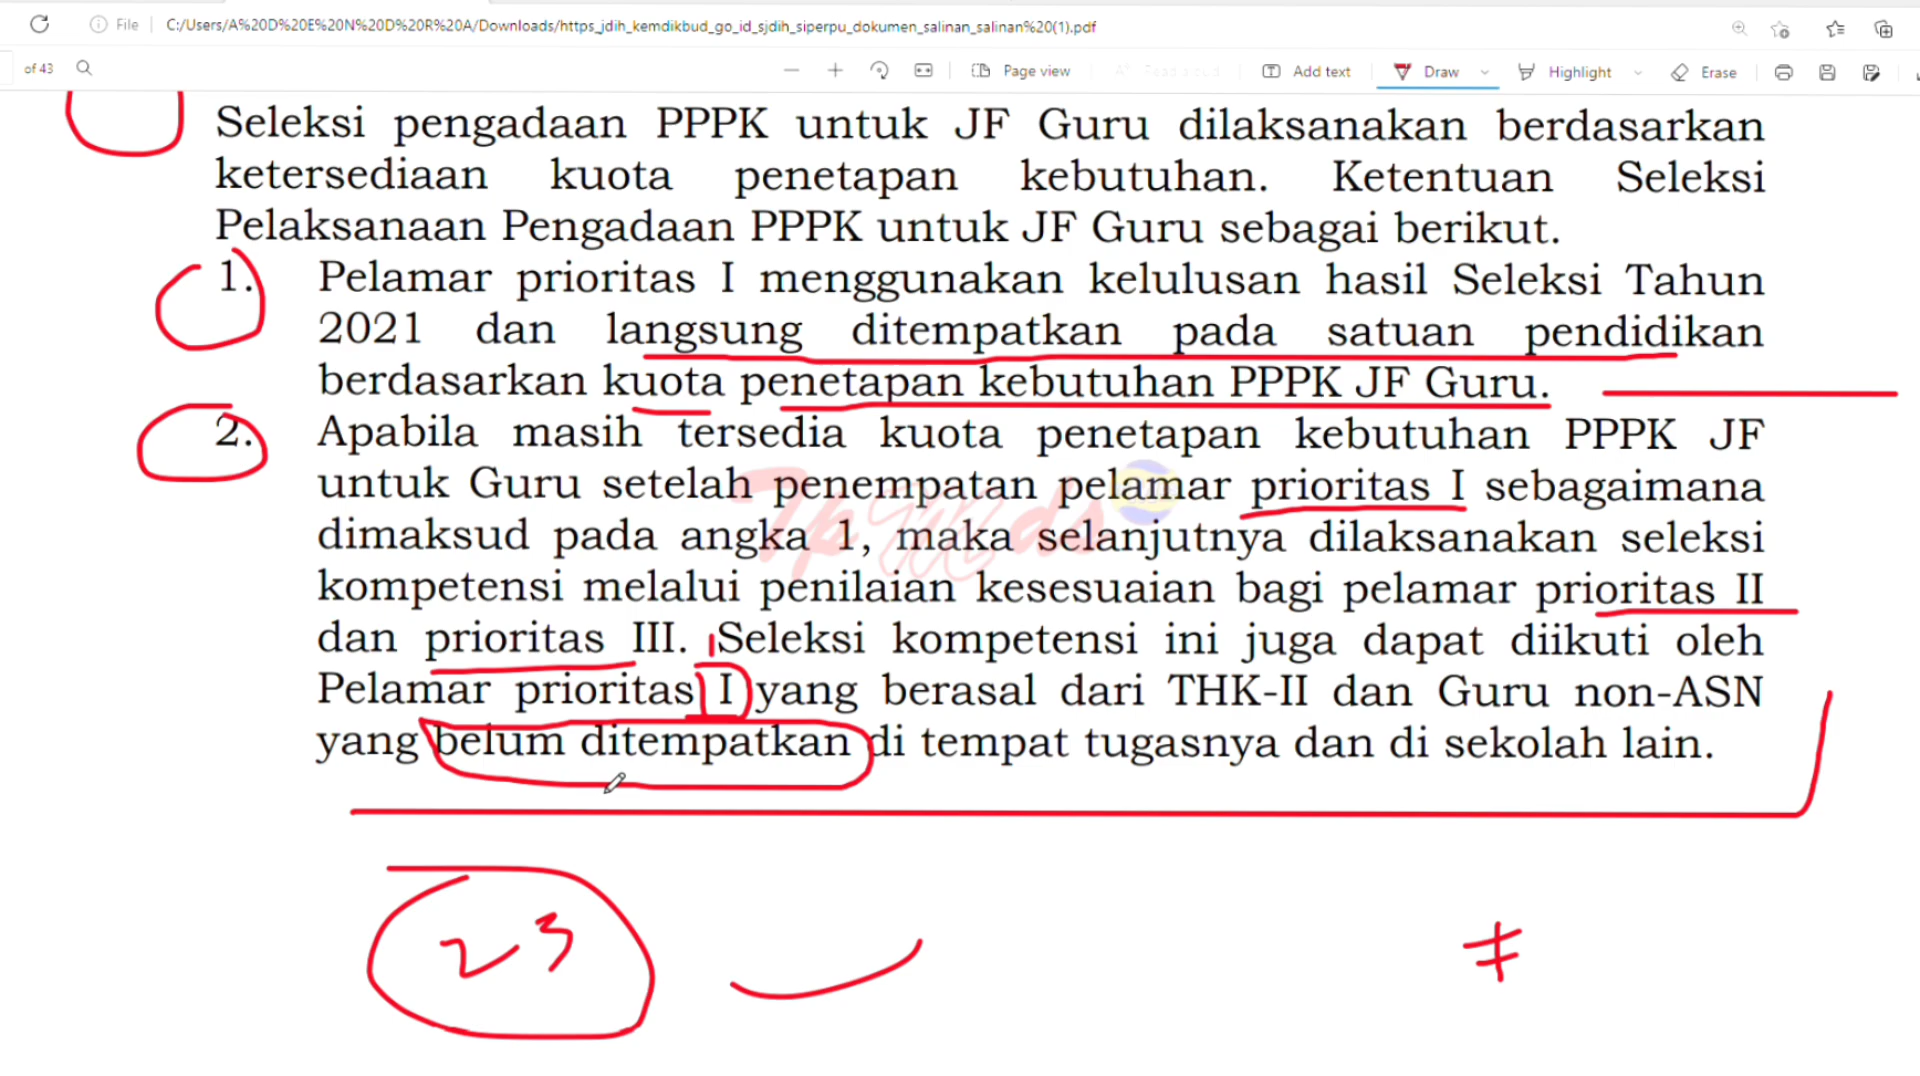 File C:/Users/A%20D%20E%20N%20D%20R%20A/Downloads/https_jdih_kemdikbud_go_id_sjdih_siperpu_dokumen_salinan_salinan%20(1).pdf
of 43 Page view Read aloud Add text Draw Highlight Erase
Seleksi pengadaan PPPK untuk JF Guru dilaksanakan berdasarkan
ketersediaan kuota penetapan kebutuhan. Ketentuan Seleksi
Pelaksanaan Pengadaan PPPK untuk JF Guru sebagai berikut.
1. Pelamar prioritas I menggunakan kelulusan hasil Seleksi Tahun
2021 dan langsung ditempatkan pada satuan pendidikan
berdasarkan kuota penetapan kebutuhan PPPK JF Guru.
2. Apabila masih tersedia kuota penetapan kebutuhan PPPK JF
untuk Guru setelah penempatan pelamar prioritas I sebagaimana
dimaksud pada angka 1, maka selanjutnya dilaksanakan seleksi
kompetensi melalui penilaian kesesuaian bagi pelamar prioritas II
dan prioritas III. Seleksi kompetensi ini juga dapat diikuti oleh
Pelamar prioritas I yang berasal dari THK-II dan Guru non-ASN
yang belum ditempatkan di tempat tugasnya dan di sekolah lain.
23